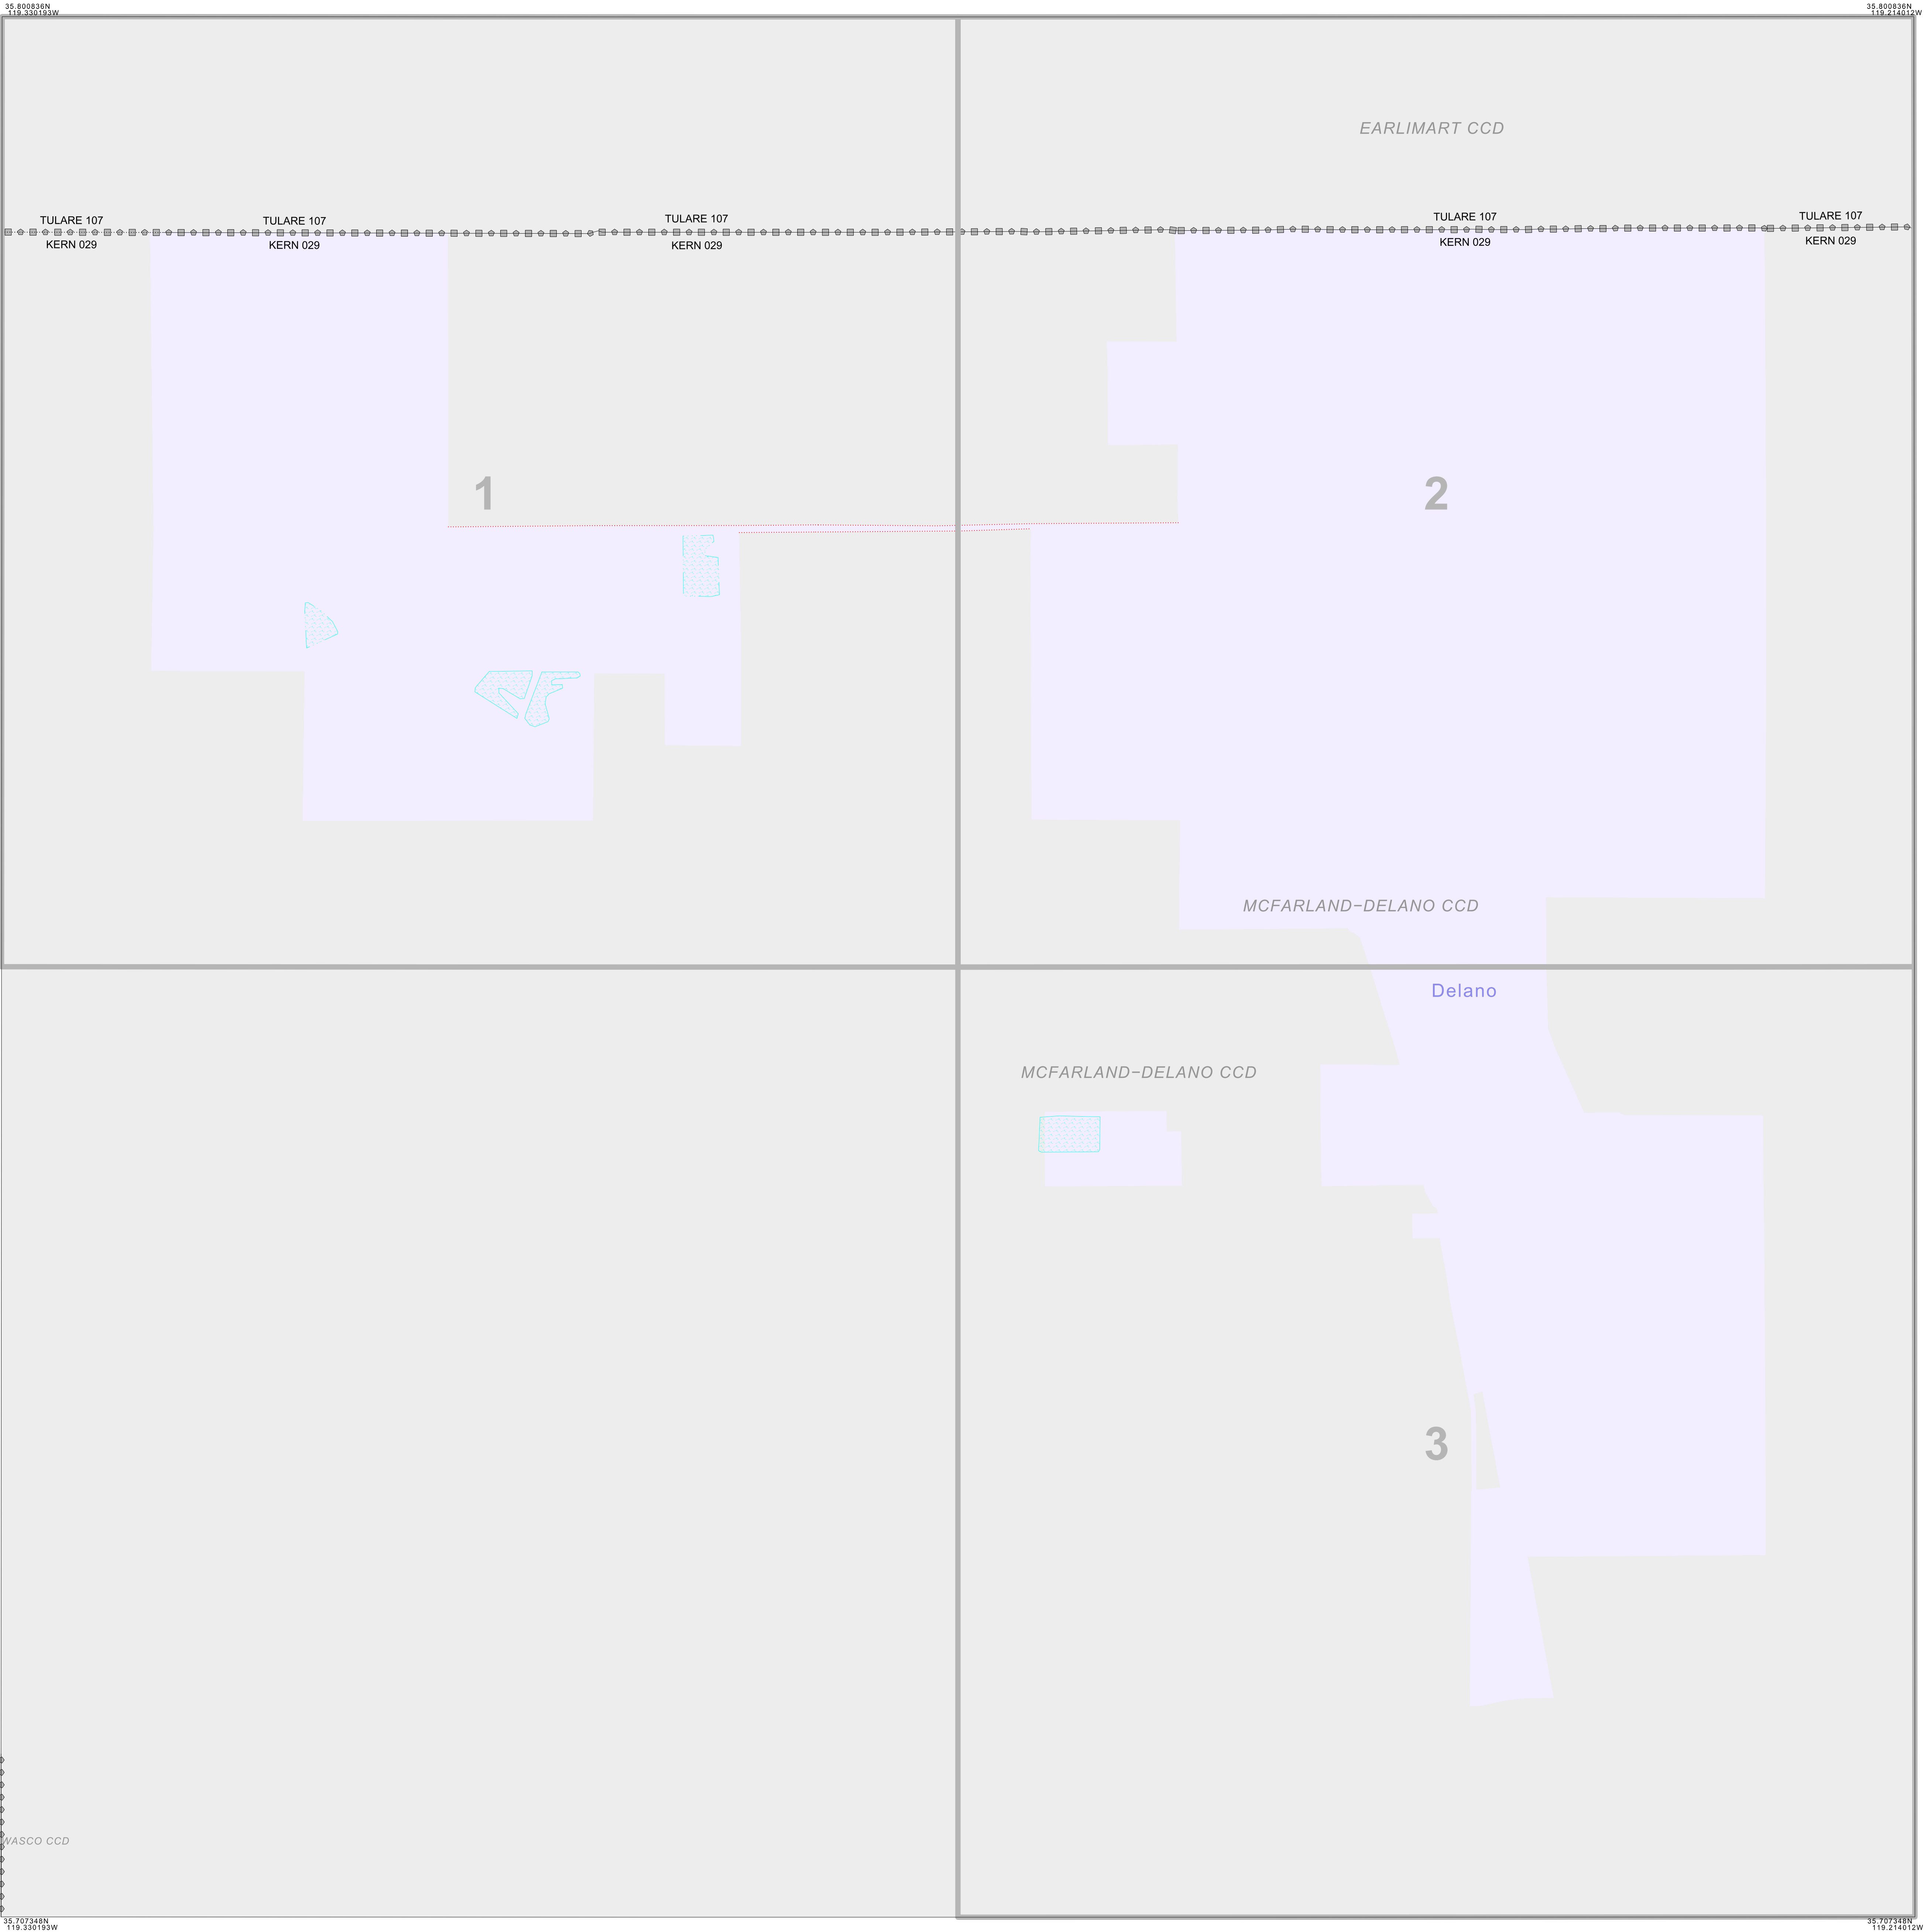 35.800836N
119.330193W
35.800836N
119.214012W
EARLIMART CCD
TULARE 107
KERN 029
TULARE 107
KERN 029
TULARE 107
KERN 029
TULARE 107
KERN 029
TULARE 107
KERN 029
1
2
MCFARLAND-DELANO CCD
Delano
MCFARLAND-DELANO CCD
3
WASCO CCD
35.707348N
119.330193W
35.707348N
119.214012W